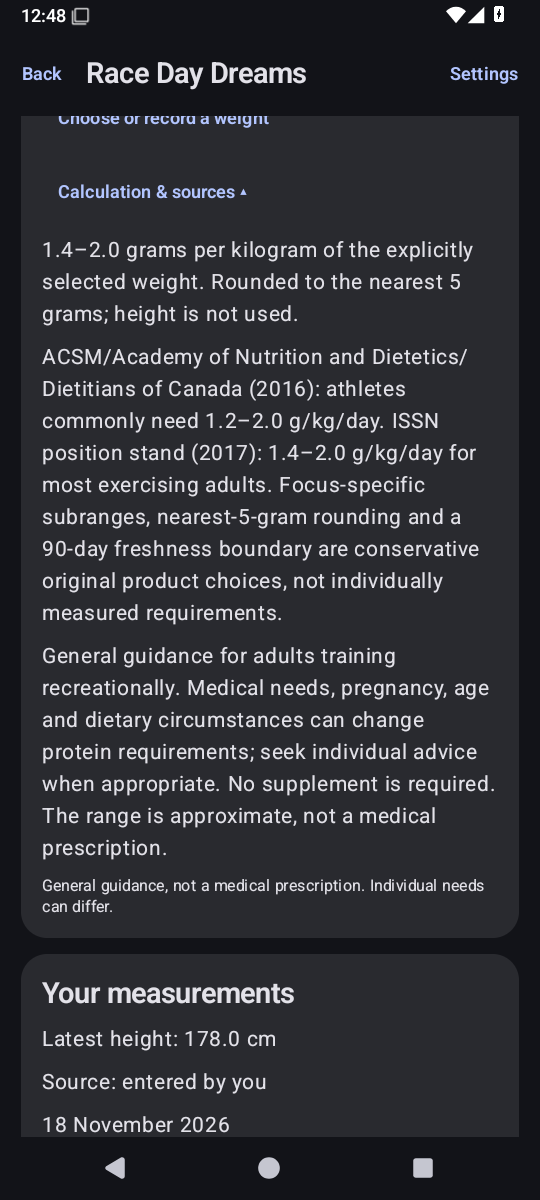 12:48
Back Race Day Dreams Settings
Choose or record a weight
Calculation & sources ▴
1.4–2.0 grams per kilogram of the explicitly
selected weight. Rounded to the nearest 5
grams; height is not used.
ACSM/Academy of Nutrition and Dietetics/
Dietitians of Canada (2016): athletes
commonly need 1.2–2.0 g/kg/day. ISSN
position stand (2017): 1.4–2.0 g/kg/day for
most exercising adults. Focus-specific
subranges, nearest-5-gram rounding and a
90-day freshness boundary are conservative
original product choices, not individually
measured requirements.
General guidance for adults training
recreationally. Medical needs, pregnancy, age
and dietary circumstances can change
protein requirements; seek individual advice
when appropriate. No supplement is required.
The range is approximate, not a medical
prescription.
General guidance, not a medical prescription. Individual needs
can differ.
Your measurements
Latest height: 178.0 cm
Source: entered by you
18 November 2026